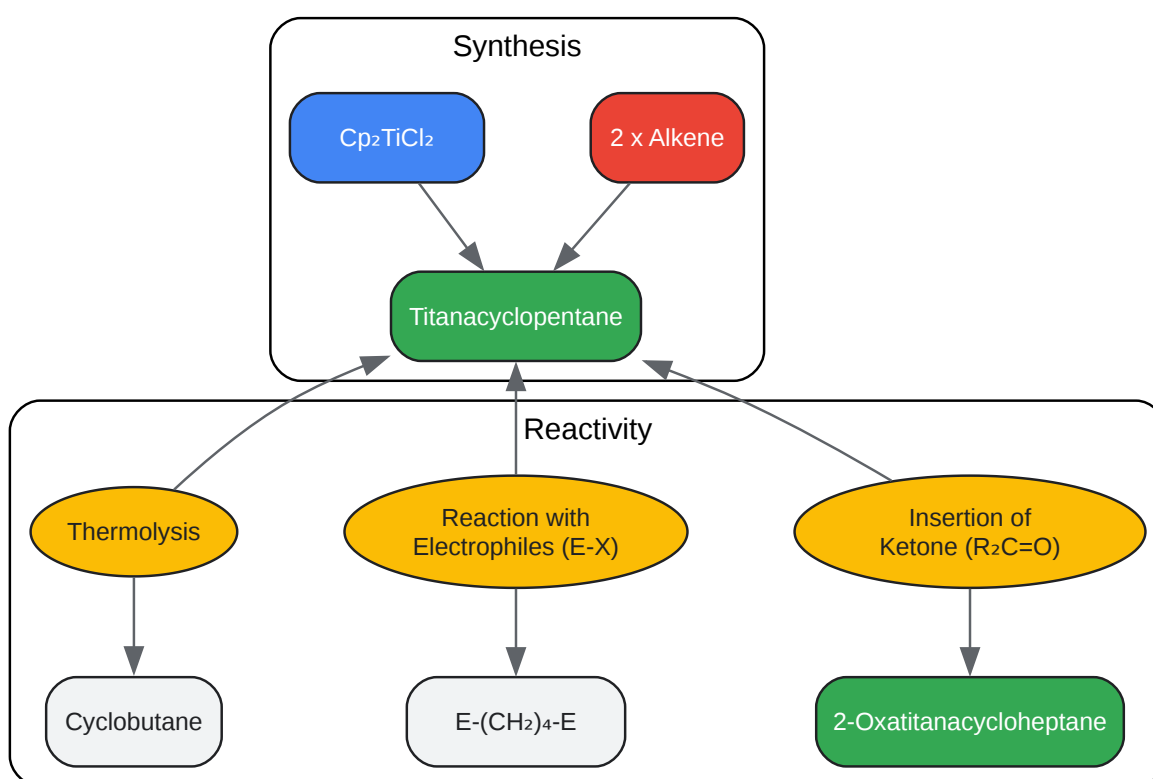 Synthesis
Cp₂TiCl₂
2 x Alkene
Titanacyclopentane
Reactivity
Thermolysis
Reaction with
Electrophiles (E-X)
Insertion of
Ketone (R₂C=O)
Cyclobutane
E-(CH₂)₄-E
2-Oxatitanacycloheptane